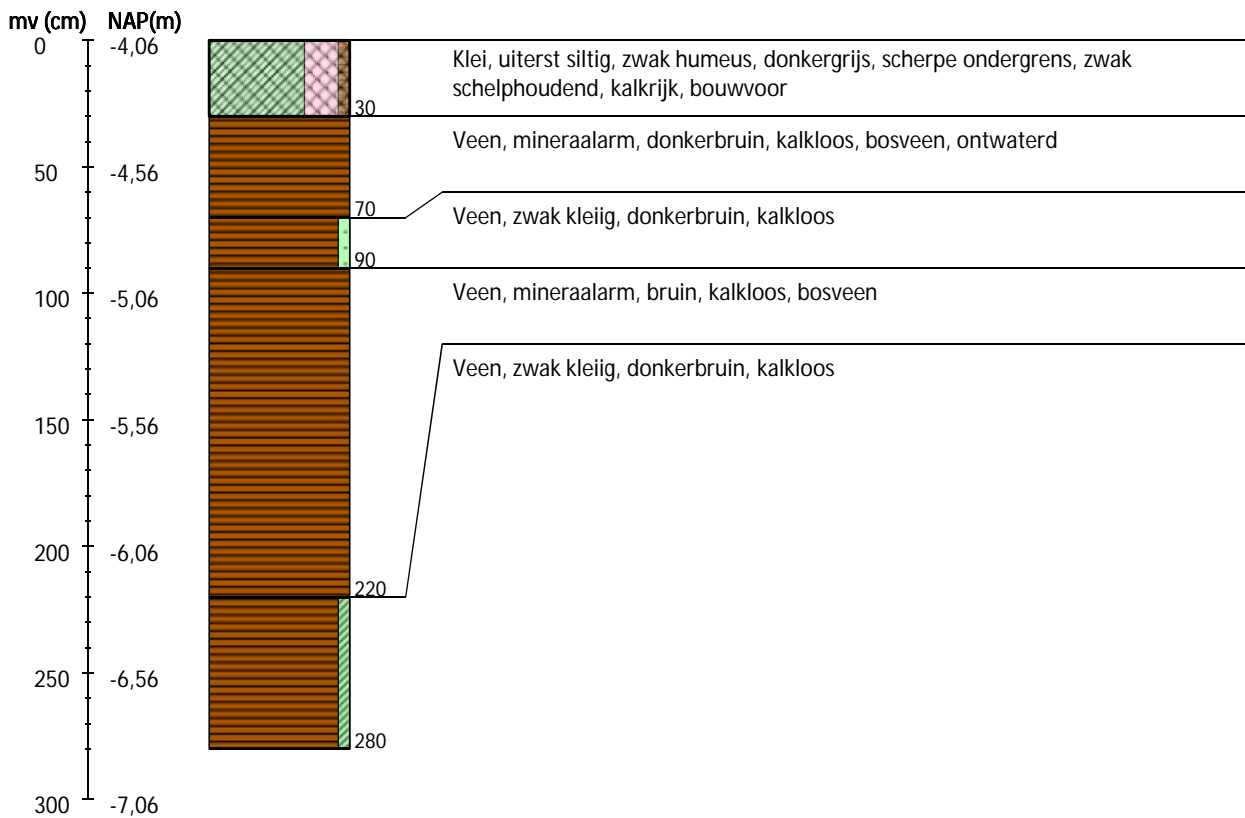 mv (cm) NAP(m)
0 -4,06
Klei, uiterst siltig, zwak humeus, donkergrijs, scherpe ondergrens, zwak
schelphoudend, kalkrijk, bouwvoor
30
Veen, mineraalarm, donkerbruin, kalkloos, bosveen, ontwaterd
50 -4,56
70
Veen, zwak kleiig, donkerbruin, kalkloos
90
100 -5,06
Veen, mineraalarm, bruin, kalkloos, bosveen
Veen, zwak kleiig, donkerbruin, kalkloos
150 -5,56
200 -6,06
220
250 -6,56
280
300 -7,06